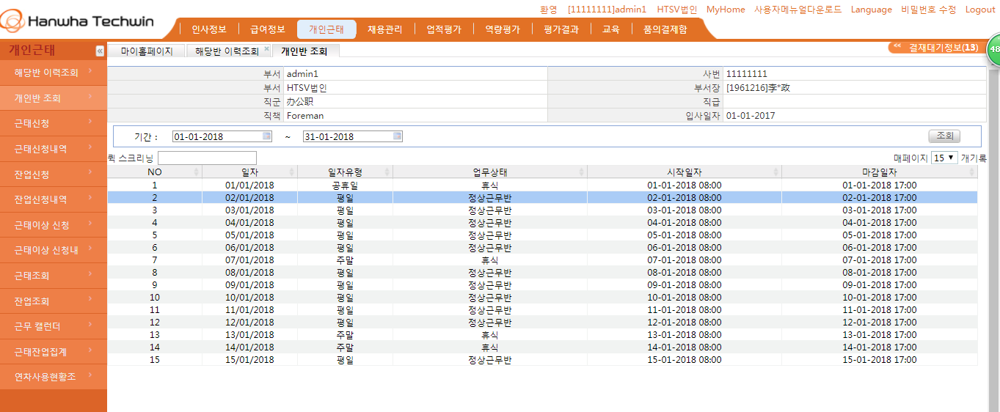 환영 [11111111]admin1 HTSV법인 MyHome 사용자메뉴얼다운로드 Language 비밀번호 수정 Logout
Hanwha Techwin
인사정보 급여정보 개인근태 채용관리 업적평가 역량평가 평가결과 교육 품의결제함
개인근태 «
마이홈페이지 해당반 이력조회 × 개인반 조회
« 결재대기정보(13)
48
해당반 이력조회
개인반 조회
근태신청
근태신청내역
잔업신청
잔업신청내역
근태이상 신청
근태이상 신청내
근태조회
잔업조회
근무 캘런더
근태잔업집계
연차사용현황조
부서 admin1 사번 11111111
부서 HTSV법인 부서장 [1961216]李*政
직군 办公职 직급
직책 Foreman 입사일자 01-01-2017
기간 : 01-01-2018 ~ 31-01-2018 조회
퀵 스크리닝 매페이지 15 ▼ 개기록
NO 일자 일자유형 업무상태 시작일자 마감일자
1 01/01/2018 공휴일 휴식 01-01-2018 08:00 01-01-2018 17:00
2 02/01/2018 평일 정상근무반 02-01-2018 08:00 02-01-2018 17:00
3 03/01/2018 평일 정상근무반 03-01-2018 08:00 03-01-2018 17:00
4 04/01/2018 평일 정상근무반 04-01-2018 08:00 04-01-2018 17:00
5 05/01/2018 평일 정상근무반 05-01-2018 08:00 05-01-2018 17:00
6 06/01/2018 평일 정상근무반 06-01-2018 08:00 06-01-2018 17:00
7 07/01/2018 주말 휴식 07-01-2018 08:00 07-01-2018 17:00
8 08/01/2018 평일 정상근무반 08-01-2018 08:00 08-01-2018 17:00
9 09/01/2018 평일 정상근무반 09-01-2018 08:00 09-01-2018 17:00
10 10/01/2018 평일 정상근무반 10-01-2018 08:00 10-01-2018 17:00
11 11/01/2018 평일 정상근무반 11-01-2018 08:00 11-01-2018 17:00
12 12/01/2018 평일 정상근무반 12-01-2018 08:00 12-01-2018 17:00
13 13/01/2018 주말 휴식 13-01-2018 08:00 13-01-2018 17:00
14 14/01/2018 주말 휴식 14-01-2018 08:00 14-01-2018 17:00
15 15/01/2018 평일 정상근무반 15-01-2018 08:00 15-01-2018 17:00